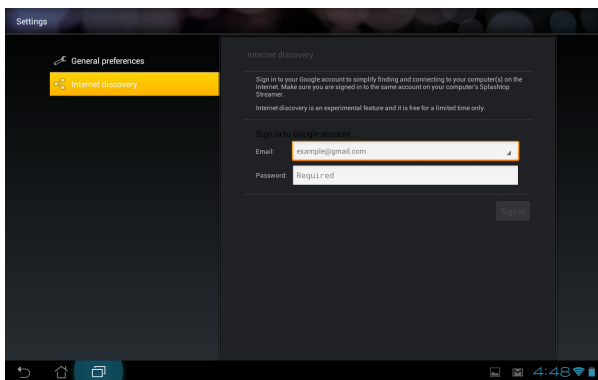 Settings
General preferences
Internet discovery
Internet discovery
Sign in to your Google account to simplify finding and connecting to your computer(s) on the
Internet. Make sure you are signed in to the same account on your computer's Splashtop
Streamer.
Internet discovery is an experimental feature and it is free for a limited time only.
Sign in to Google account...
Email:
example@gmail.com
Password:
Required
Sign in
4:48